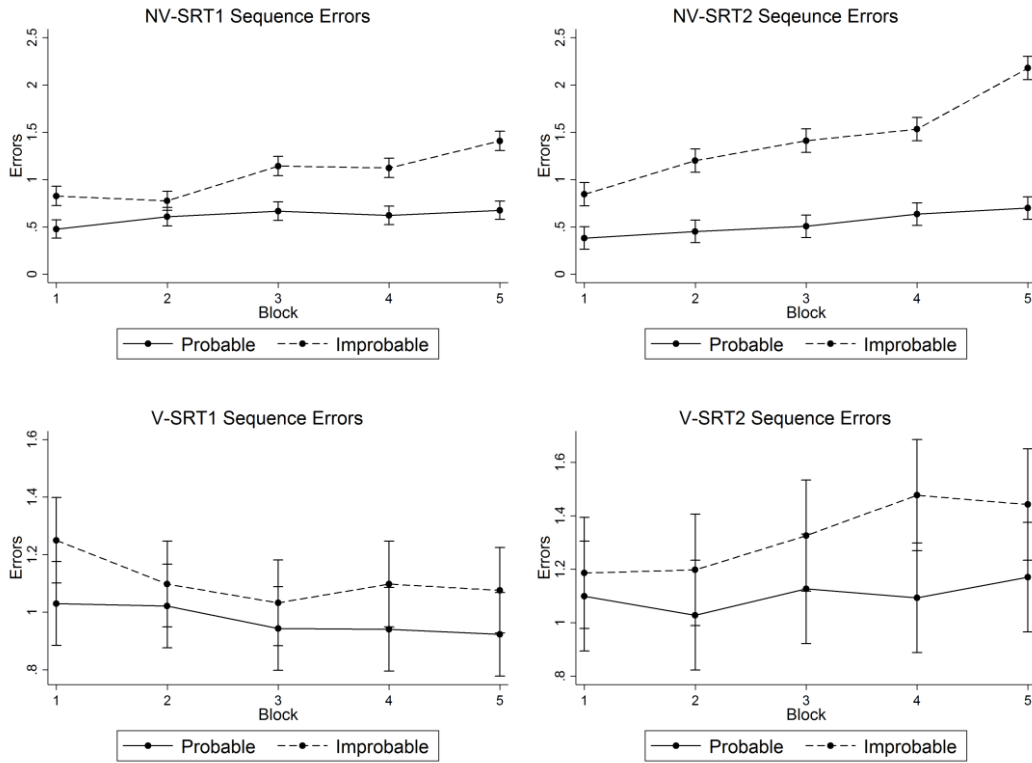 NV-SRT1 Sequence Errors
2.5
2
1.5
1
.5
0
Errors
1 2 3 4 5
Block
Probable Improbable
NV-SRT2 Seqeunce Errors
2.5
2
1.5
1
.5
0
Errors
1 2 3 4 5
Block
Probable Improbable
V-SRT1 Sequence Errors
1.6
1.4
1.2
1
.8
Errors
1 2 3 4 5
Block
Probable Improbable
V-SRT2 Sequence Errors
1.6
1.4
1.2
1
.8
Errors
1 2 3 4 5
Block
Probable Improbable